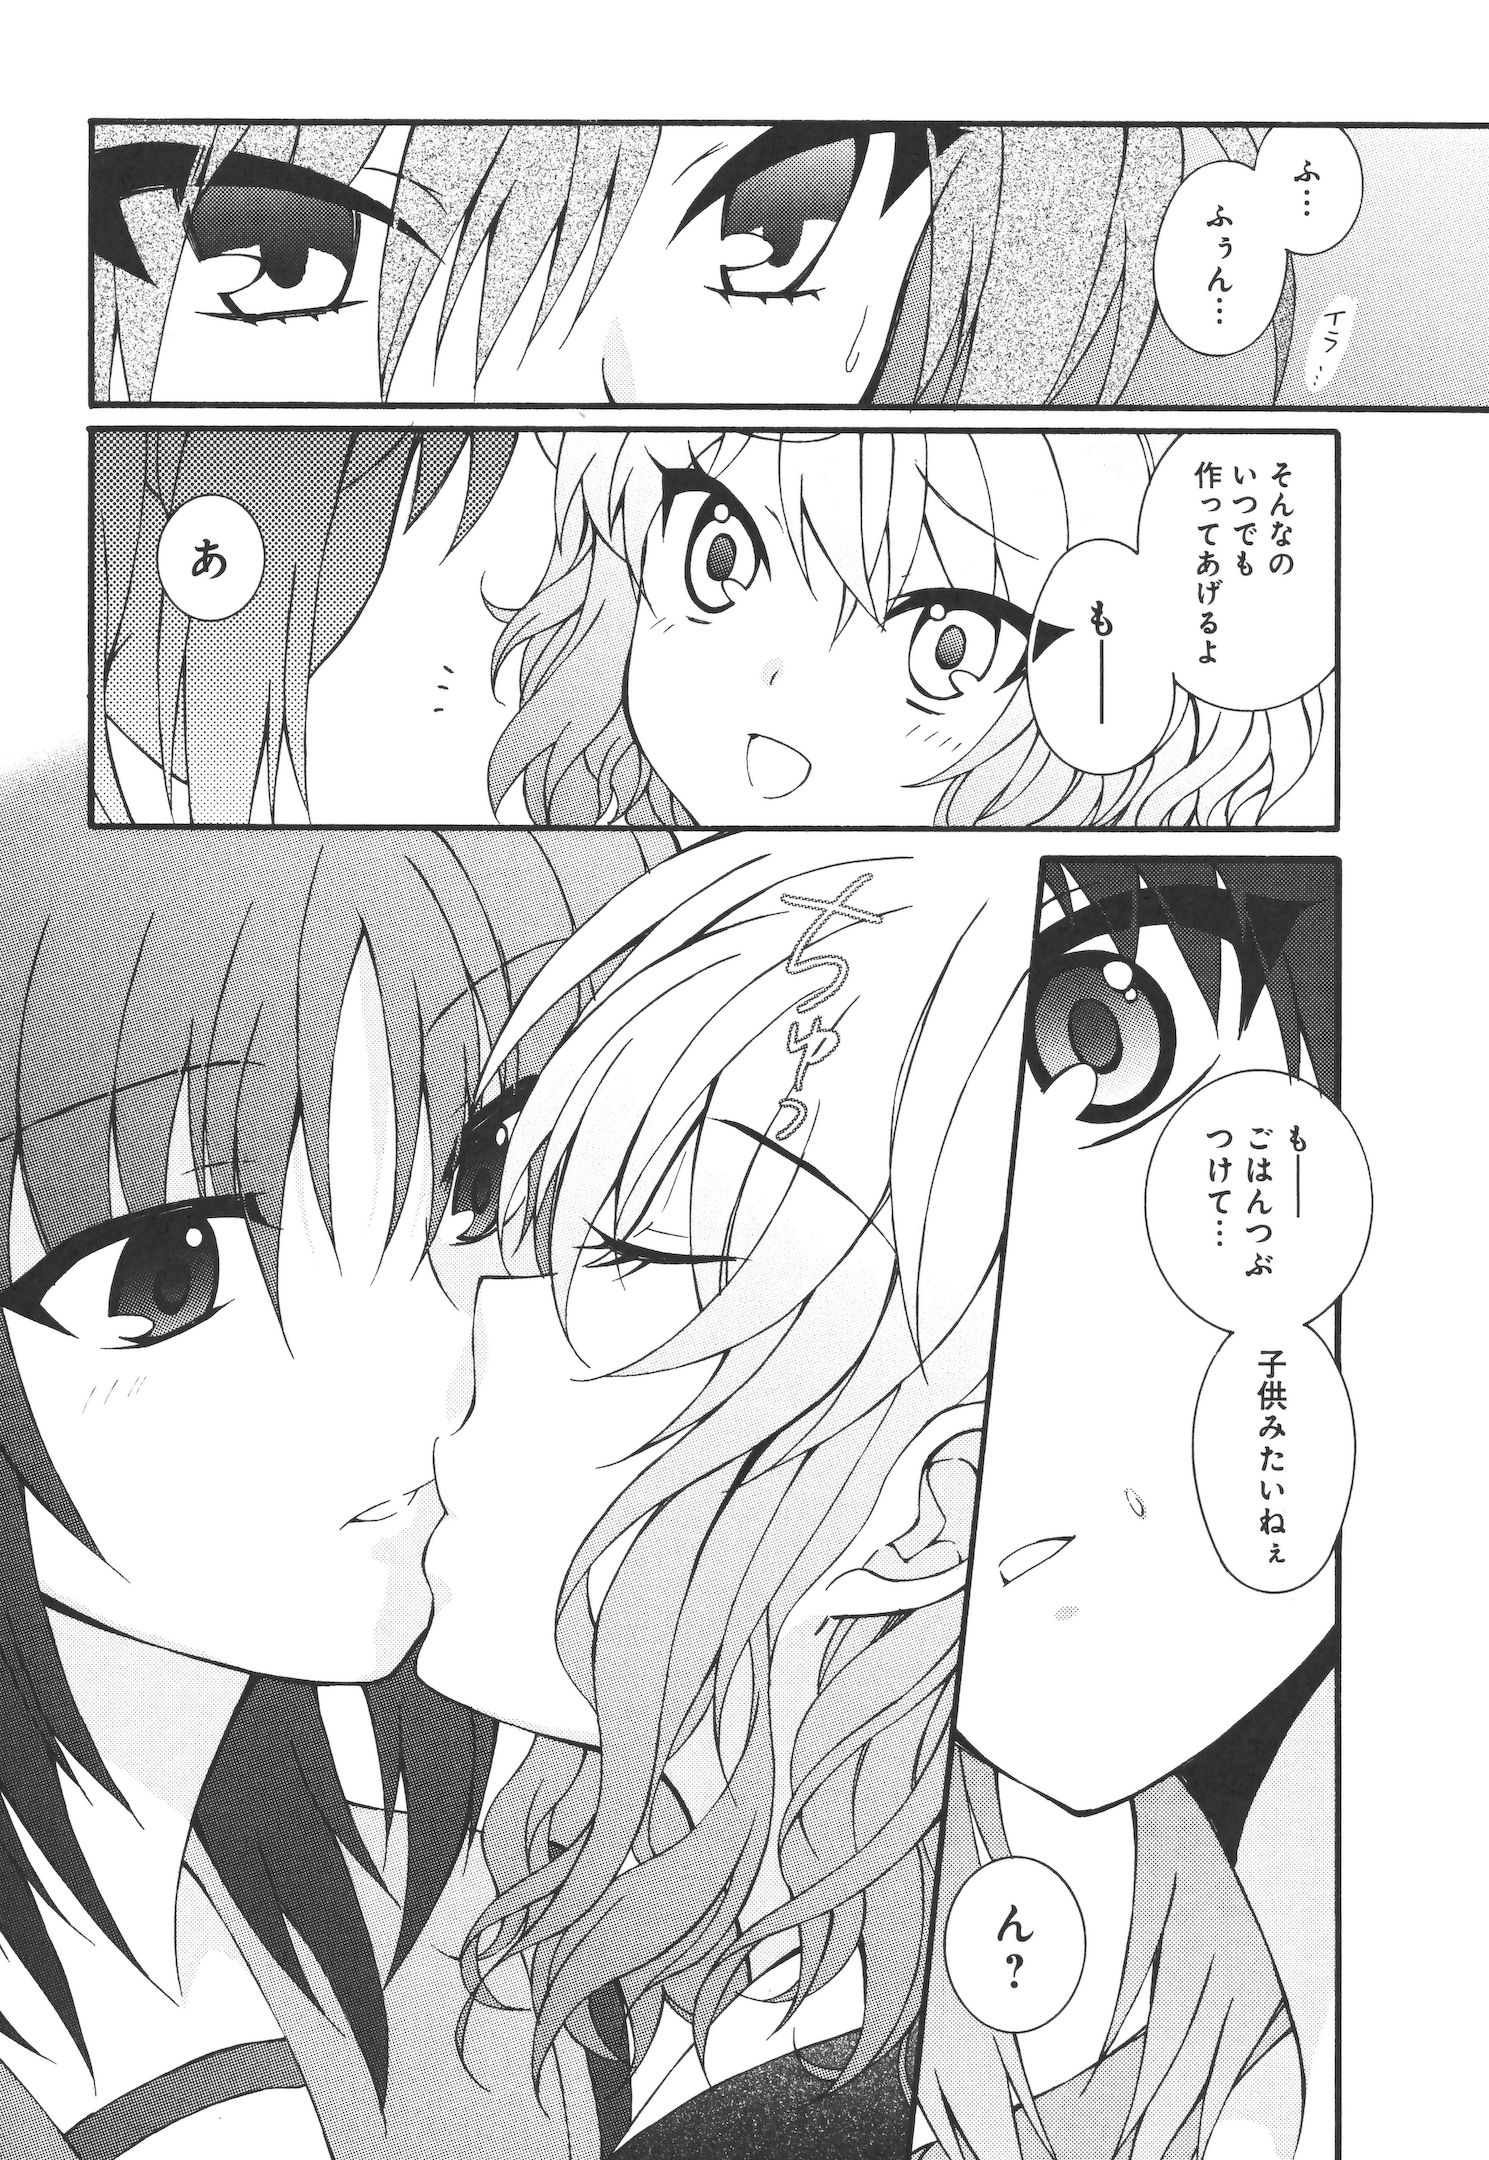 ふ…
ふぅん…
イラ…
そんなの
いつでも
作ってあげるよ
も――
あ
も――
ごはんつぶ
つけて…
子供みたいねぇ
ん?
ちゅっ